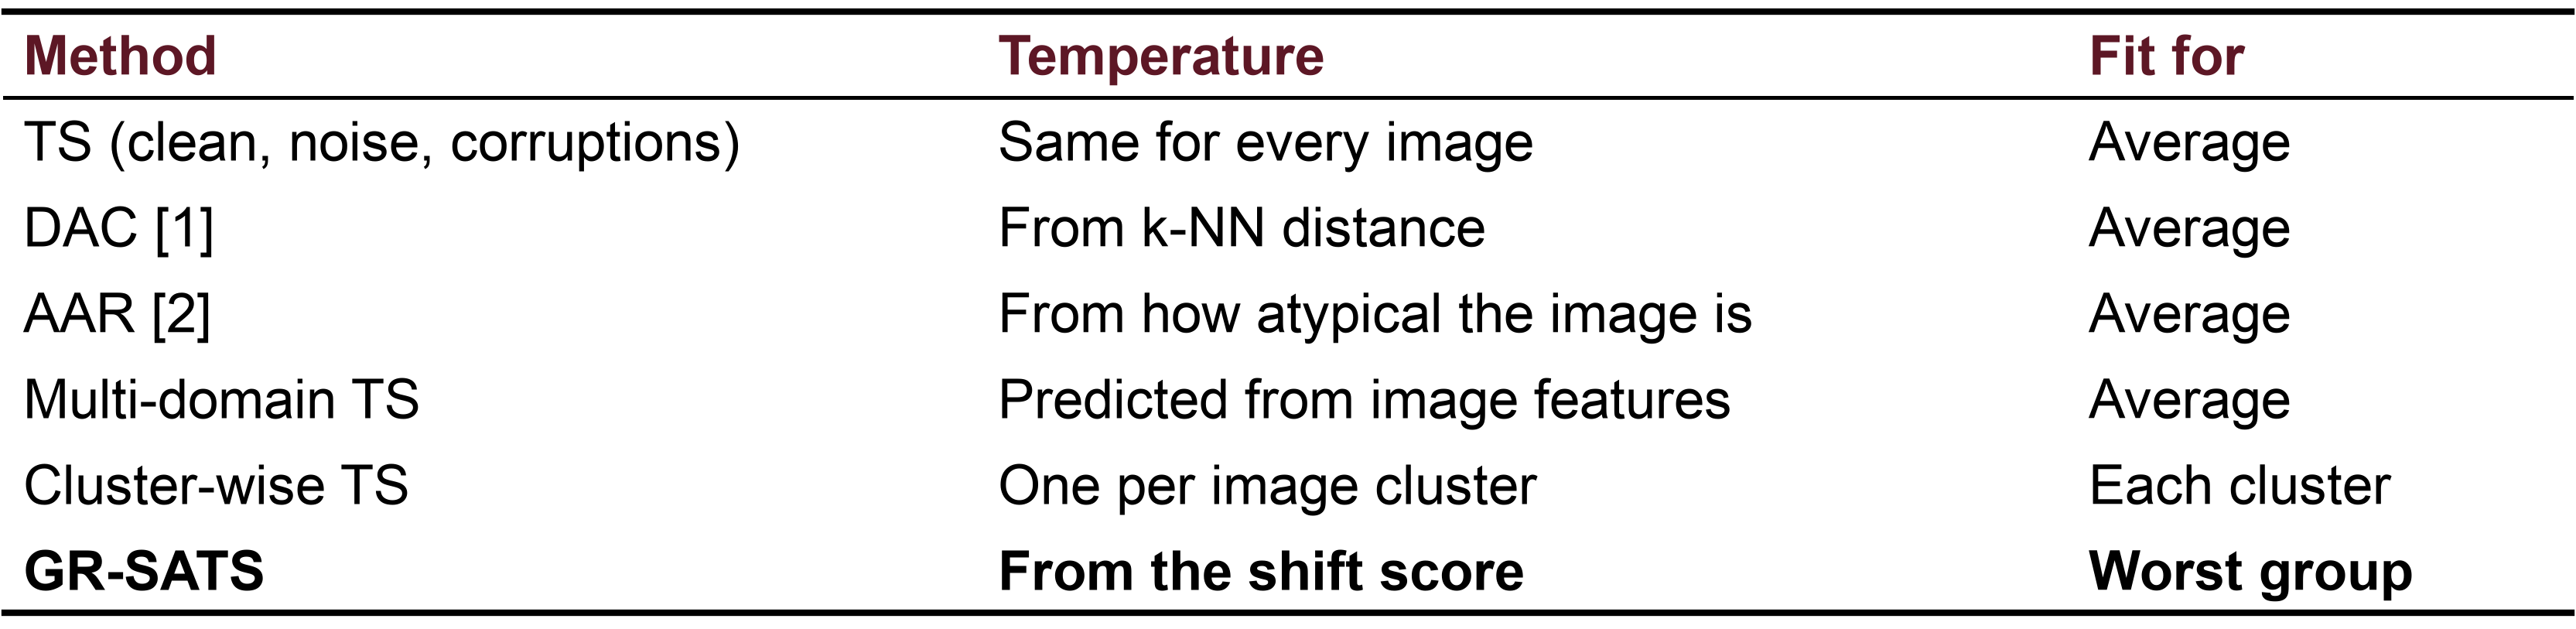 Method Temperature Fit for
TS (clean, noise, corruptions) Same for every image Average
DAC [1] From k-NN distance Average
AAR [2] From how atypical the image is Average
Multi-domain TS Predicted from image features Average
Cluster-wise TS One per image cluster Each cluster
GR-SATS From the shift score Worst group